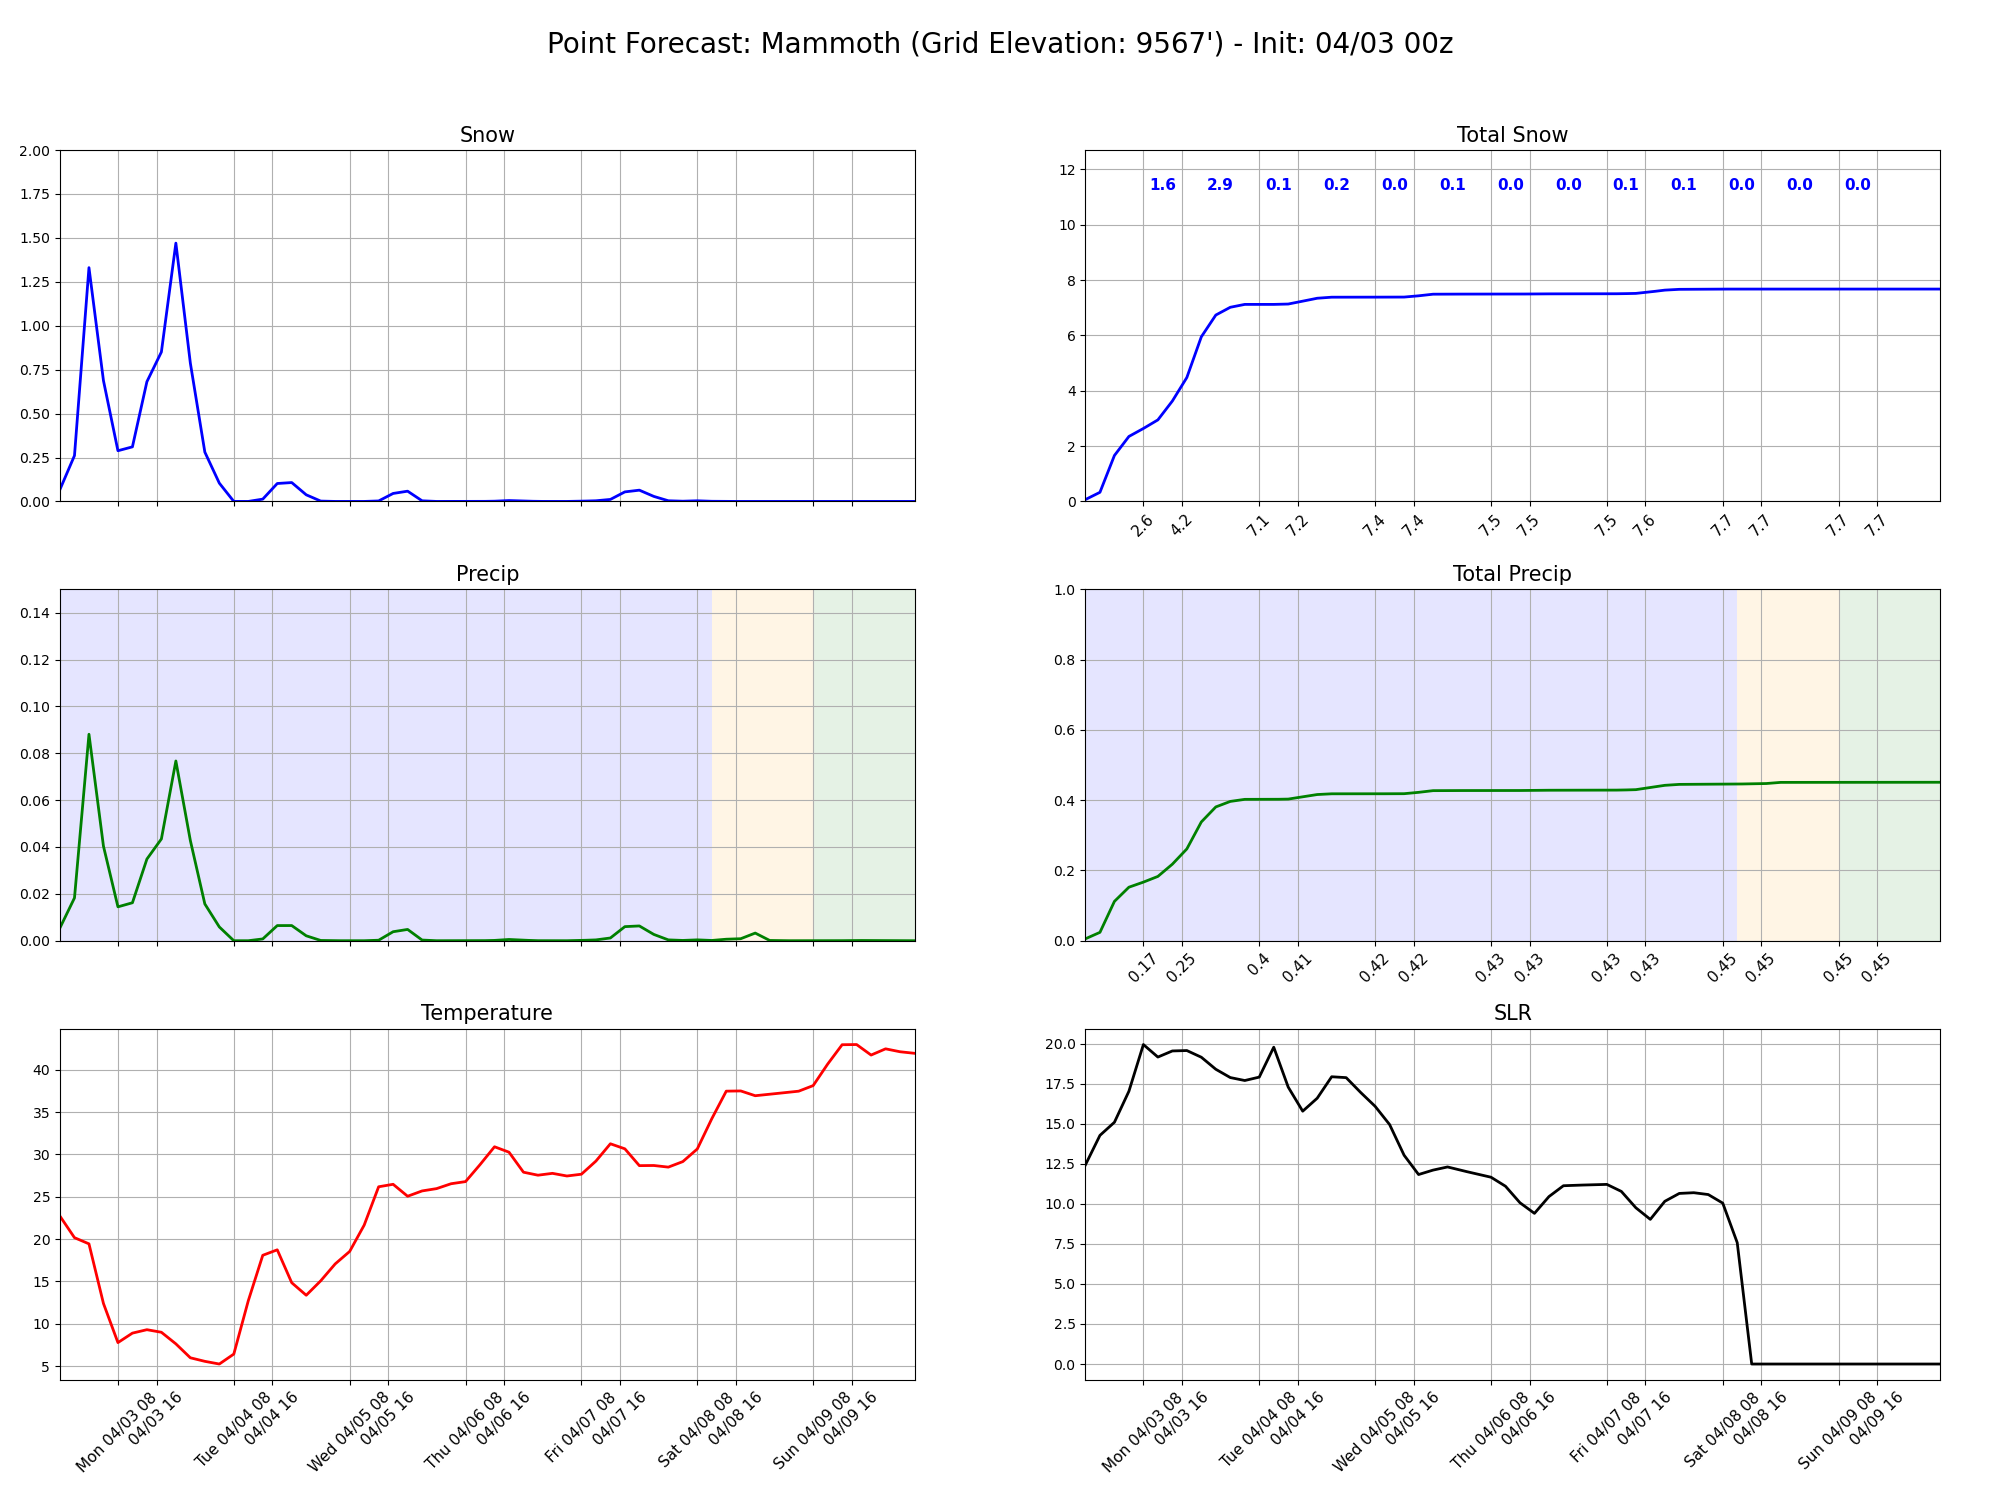 Point Forecast: Mammoth (Grid Elevation: 9567') - Init: 04/03 00z
Snow
2.00
1.75
1.50
1.25
1.00
0.75
0.50
0.25
0.00
Total Snow
12
10
8
6
4
2
0
1.6 2.9 0.1 0.2 0.0 0.1 0.0 0.0 0.1 0.1 0.0 0.0 0.0
2.6 4.2 7.1 7.2 7.4 7.4 7.5 7.5 7.5 7.6 7.7 7.7 7.7 7.7
Precip
0.14
0.12
0.10
0.08
0.06
0.04
0.02
0.00
Total Precip
1.0
0.8
0.6
0.4
0.2
0.0
0.17 0.25 0.4 0.41 0.42 0.42 0.43 0.43 0.43 0.43 0.45 0.45 0.45 0.45
Temperature
40
35
30
25
20
15
10
5
Mon 04/03 08
04/03 16
Tue 04/04 08
04/04 16
Wed 04/05 08
04/05 16
Thu 04/06 08
04/06 16
Fri 04/07 08
04/07 16
Sat 04/08 08
04/08 16
Sun 04/09 08
04/09 16
SLR
20.0
17.5
15.0
12.5
10.0
7.5
5.0
2.5
0.0
Mon 04/03 08
04/03 16
Tue 04/04 08
04/04 16
Wed 04/05 08
04/05 16
Thu 04/06 08
04/06 16
Fri 04/07 08
04/07 16
Sat 04/08 08
04/08 16
Sun 04/09 08
04/09 16